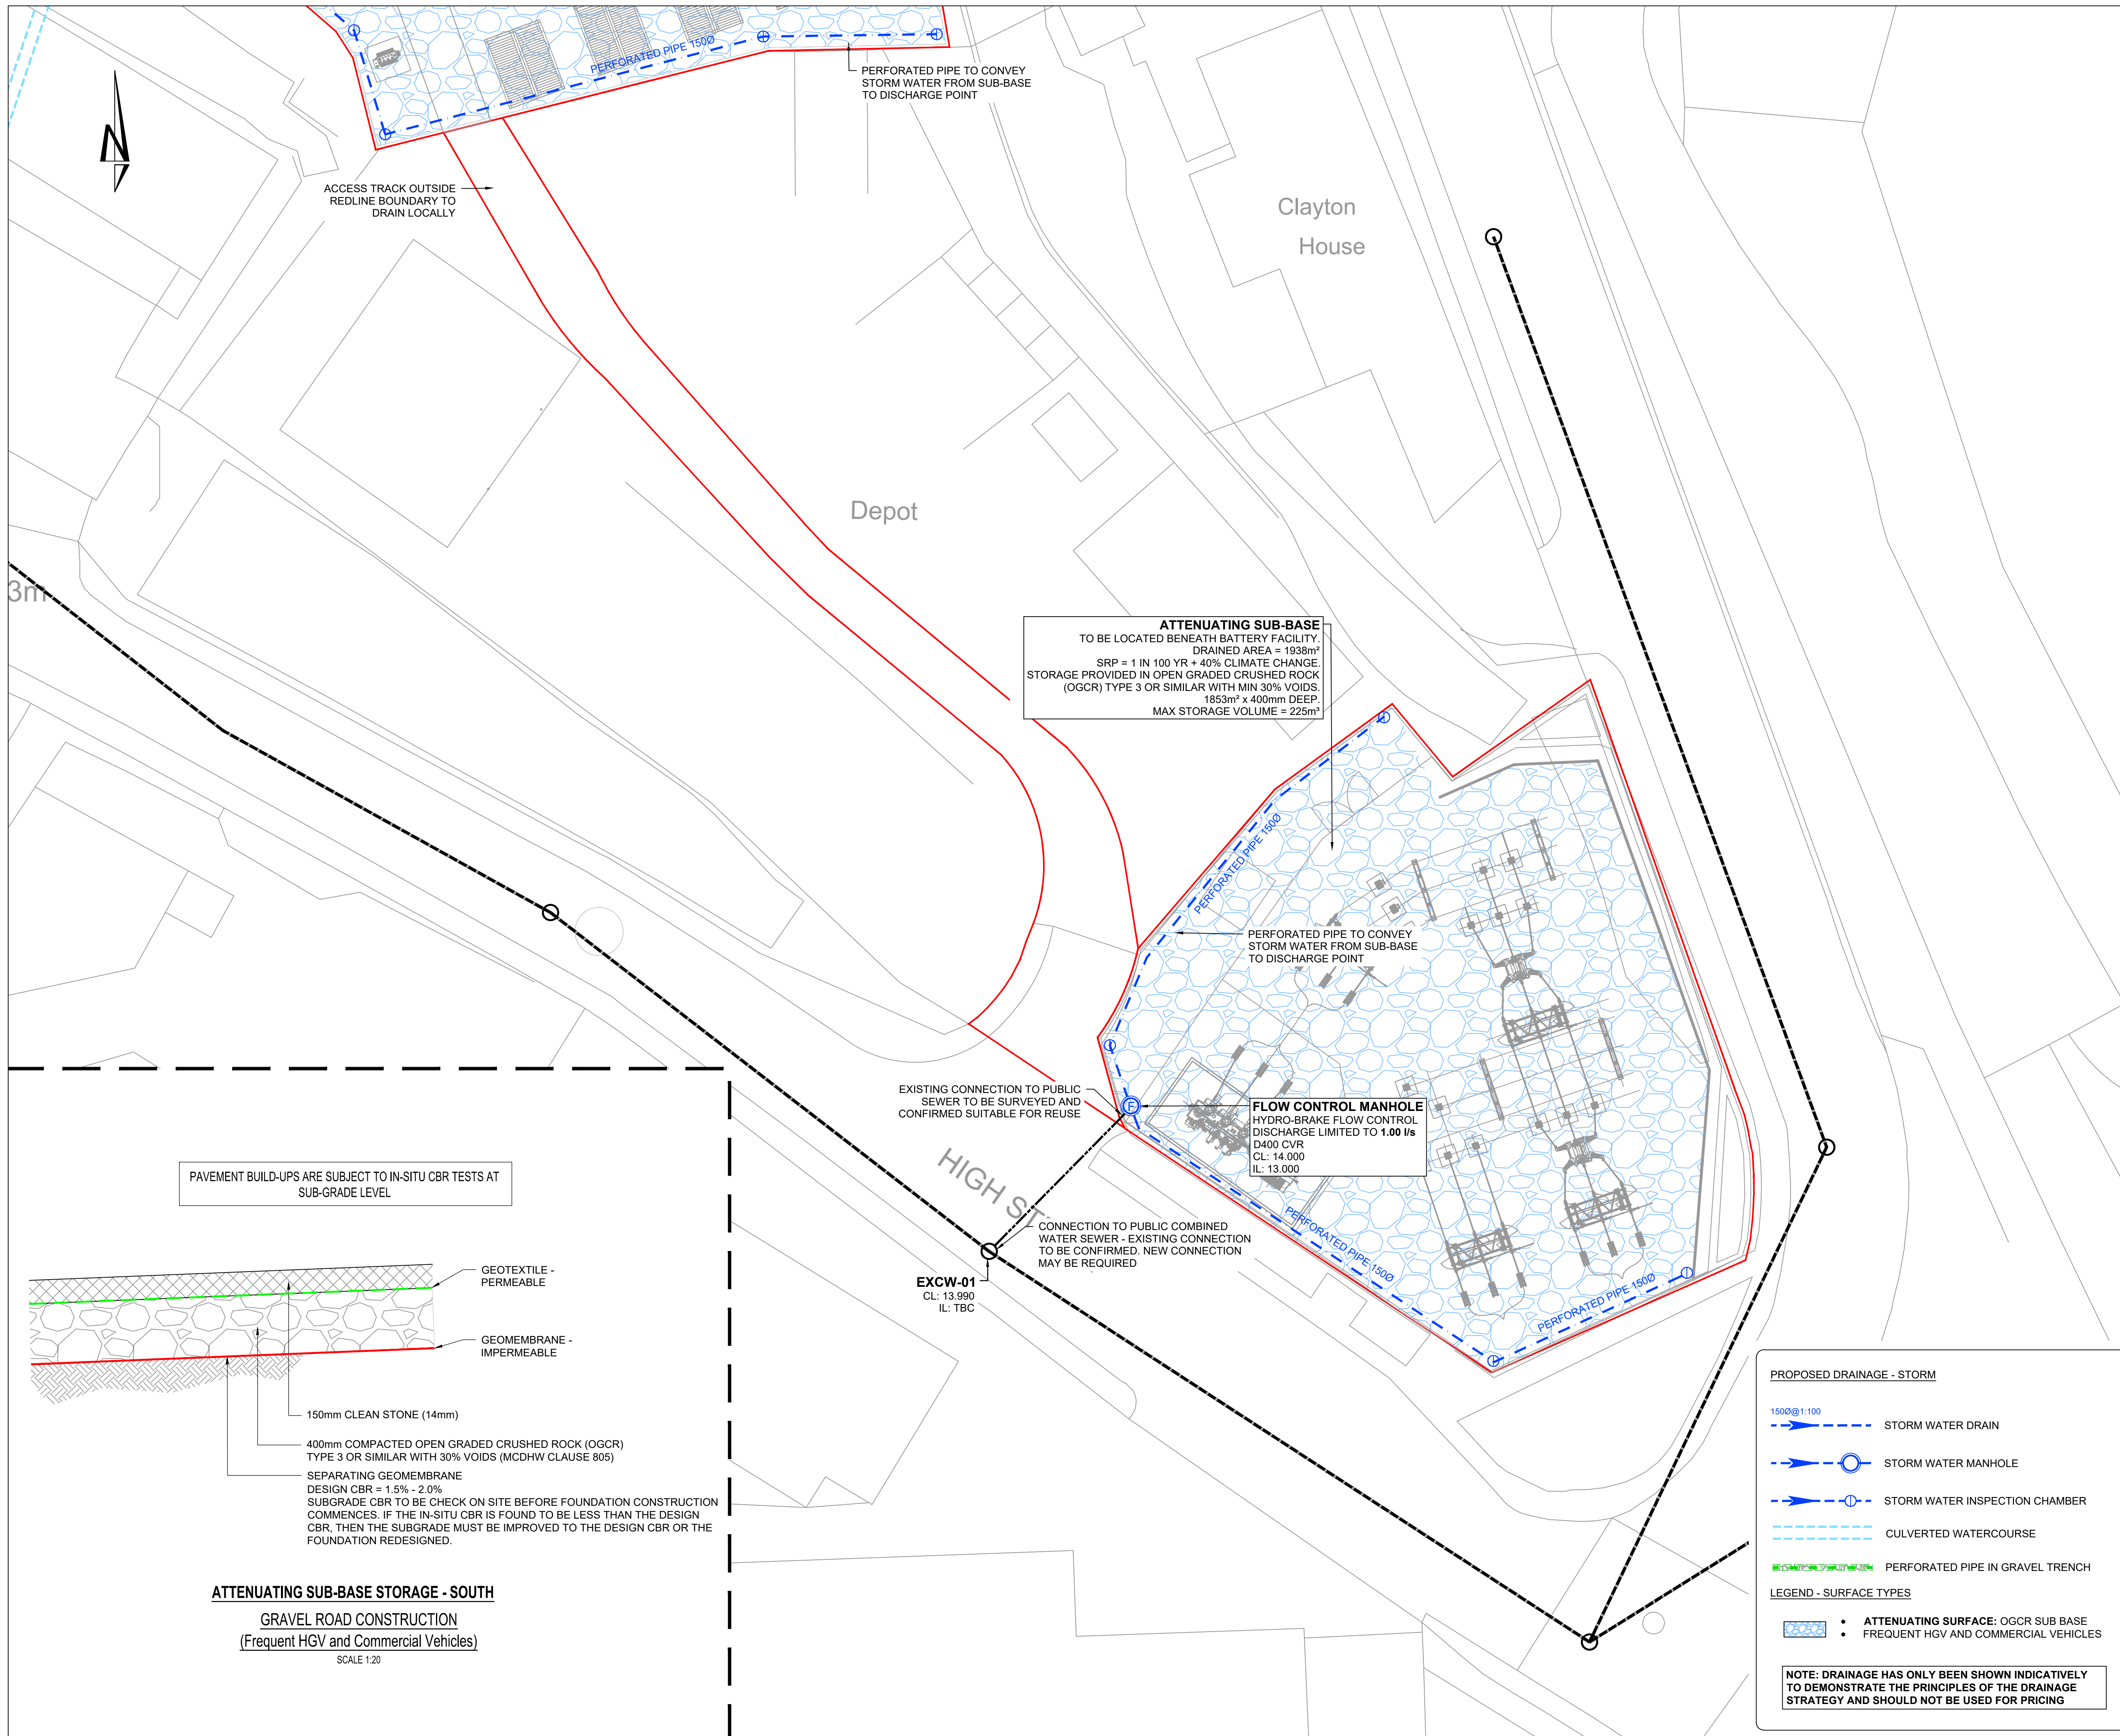 PERFORATED PIPE 150Ø
PERFORATED PIPE TO CONVEY
STORM WATER FROM SUB-BASE
TO DISCHARGE POINT
N
ACCESS TRACK OUTSIDE
REDLINE BOUNDARY TO
DRAIN LOCALLY
Clayton
House
Depot
3m
ATTENUATING SUB-BASE
TO BE LOCATED BENEATH BATTERY FACILITY.
DRAINED AREA = 1938m²
SRP = 1 IN 100 YR + 40% CLIMATE CHANGE.
STORAGE PROVIDED IN OPEN GRADED CRUSHED ROCK
(OGCR) TYPE 3 OR SIMILAR WITH MIN 30% VOIDS.
1853m² x 400mm DEEP.
MAX STORAGE VOLUME = 225m³
PERFORATED PIPE 150Ø
PERFORATED PIPE TO CONVEY
STORM WATER FROM SUB-BASE
TO DISCHARGE POINT
EXISTING CONNECTION TO PUBLIC
SEWER TO BE SURVEYED AND
CONFIRMED SUITABLE FOR REUSE
F
FLOW CONTROL MANHOLE
HYDRO-BRAKE FLOW CONTROL
DISCHARGE LIMITED TO 1.00 l/s
D400 CVR
CL: 14.000
IL: 13.000
HIGH ST
CONNECTION TO PUBLIC COMBINED
WATER SEWER - EXISTING CONNECTION
TO BE CONFIRMED. NEW CONNECTION
MAY BE REQUIRED
EXCW-01
CL: 13.990
IL: TBC
PERFORATED PIPE 150Ø
PERFORATED PIPE 150Ø
PAVEMENT BUILD-UPS ARE SUBJECT TO IN-SITU CBR TESTS AT
SUB-GRADE LEVEL
GEOTEXTILE -
PERMEABLE
GEOMEMBRANE -
IMPERMEABLE
150mm CLEAN STONE (14mm)
400mm COMPACTED OPEN GRADED CRUSHED ROCK (OGCR)
TYPE 3 OR SIMILAR WITH 30% VOIDS (MCDHW CLAUSE 805)
SEPARATING GEOMEMBRANE
DESIGN CBR = 1.5% - 2.0%
SUBGRADE CBR TO BE CHECK ON SITE BEFORE FOUNDATION CONSTRUCTION
COMMENCES. IF THE IN-SITU CBR IS FOUND TO BE LESS THAN THE DESIGN
CBR, THEN THE SUBGRADE MUST BE IMPROVED TO THE DESIGN CBR OR THE
FOUNDATION REDESIGNED.
ATTENUATING SUB-BASE STORAGE - SOUTH
GRAVEL ROAD CONSTRUCTION
(Frequent HGV and Commercial Vehicles)
SCALE 1:20
PROPOSED DRAINAGE - STORM
150Ø@1:100
STORM WATER DRAIN
STORM WATER MANHOLE
STORM WATER INSPECTION CHAMBER
CULVERTED WATERCOURSE
PERFORATED PIPE IN GRAVEL TRENCH
LEGEND - SURFACE TYPES
• ATTENUATING SURFACE: OGCR SUB BASE
• FREQUENT HGV AND COMMERCIAL VEHICLES
NOTE: DRAINAGE HAS ONLY BEEN SHOWN INDICATIVELY
TO DEMONSTRATE THE PRINCIPLES OF THE DRAINAGE
STRATEGY AND SHOULD NOT BE USED FOR PRICING